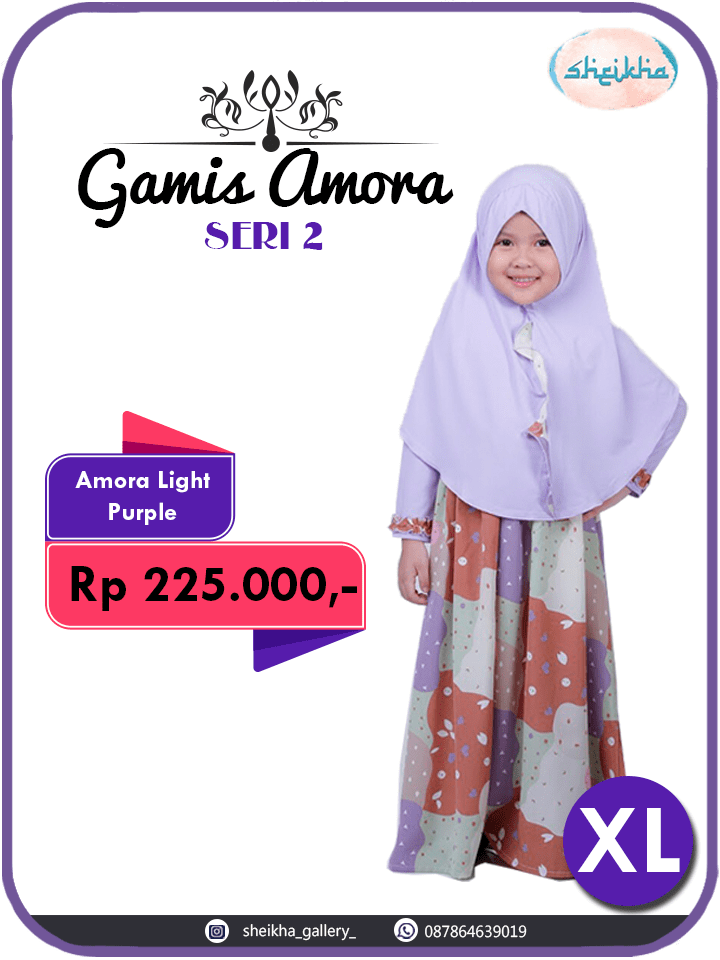 sheikha
Gamis Amora
SERI 2
Amora Light
Purple
Rp 225.000,-
XL
sheikha_gallery_ 087864639019